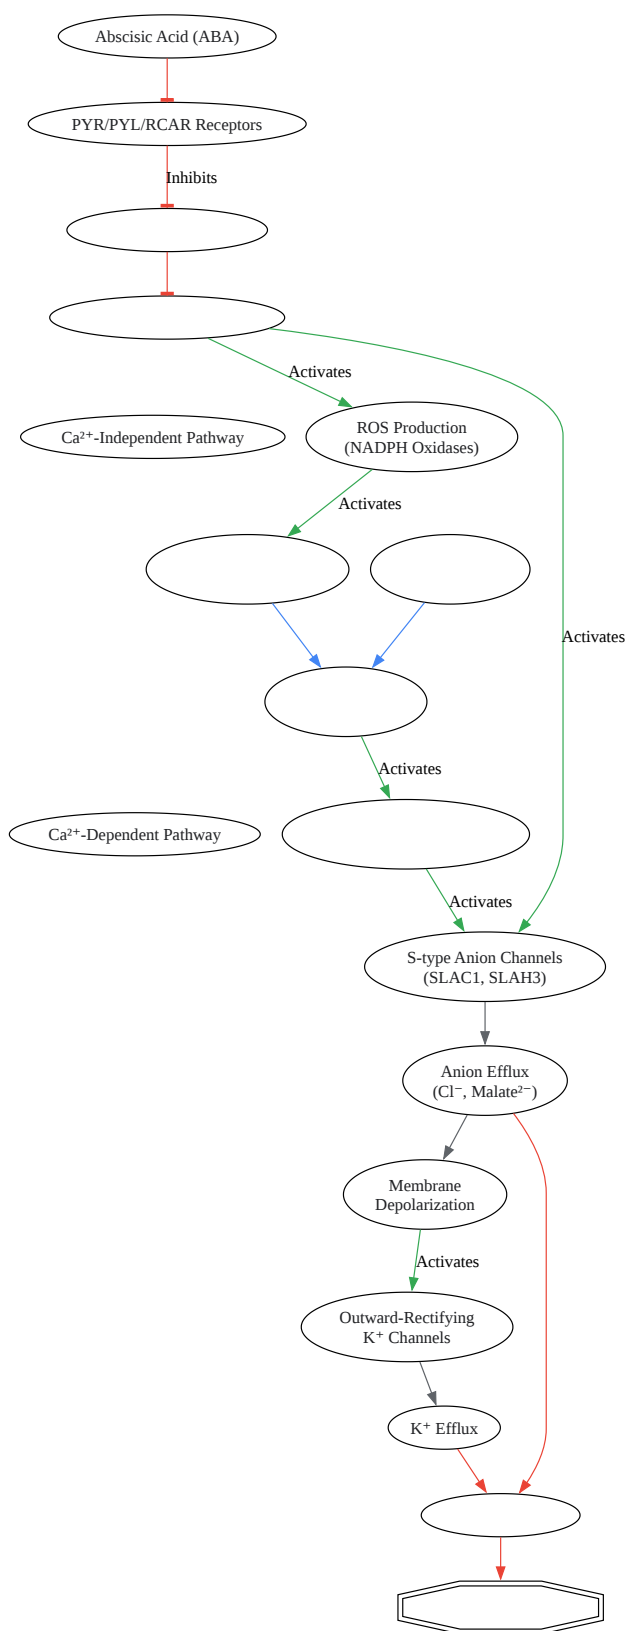 Abscisic Acid (ABA)
PYR/PYL/RCAR Receptors
Inhibits
Activates
ROS Production
(NADPH Oxidases)
Ca²⁺-Independent Pathway
Activates
Activates
Activates
Ca²⁺-Dependent Pathway
Activates
S-type Anion Channels
(SLAC1, SLAH3)
Anion Efflux
(Cl⁻, Malate²⁻)
Membrane
Depolarization
Activates
Outward-Rectifying
K⁺ Channels
K⁺ Efflux